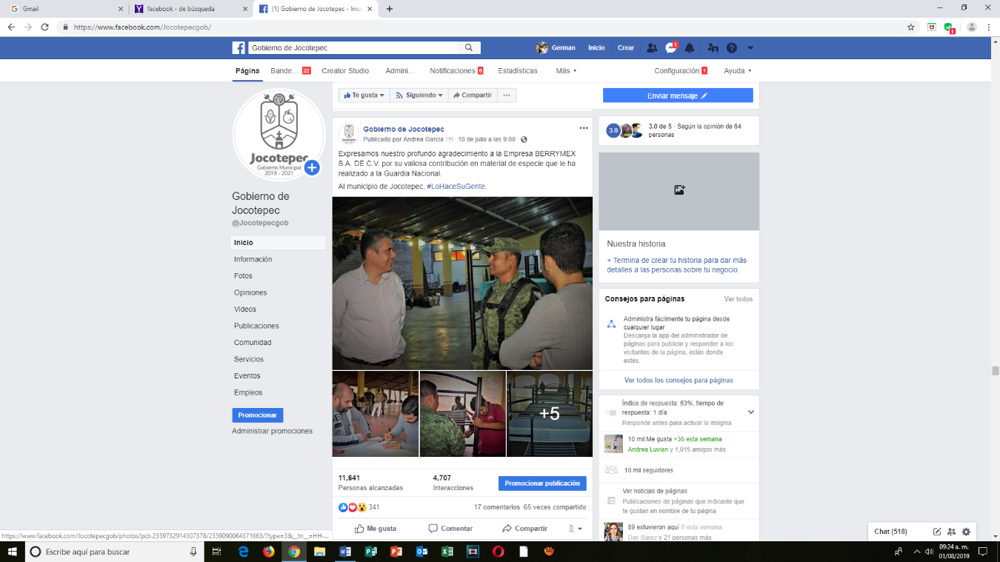 Gmail
facebook - de búsqueda
(1) Gobierno de Jocotepec - Inici
https://www.facebook.com/Jocotepecgob/
Gobierno de Jocotepec
German
Inicio
Crear
1
Página
Bande... 22
Creator Studio
Admini...
Notificaciones 6
Estadísticas
Más
Configuración 1
Ayuda
Te gusta
Siguiendo
Compartir
Enviar mensaje
Jocotepec
Gobierno Municipal
2018 - 2021
Gobierno de
Jocotepec
@Jocotepecgob
Inicio
Información
Fotos
Opiniones
Videos
Publicaciones
Comunidad
Servicios
Eventos
Empleos
Promocionar
Administrar promociones
Gobierno de Jocotepec
Publicado por Andrea Garcia [?] · 10 de julio a las 9:00 ·
Expresamos nuestro profundo agradecimiento a la Empresa BERRYMEX
S.A. DE C.V. por su valiosa contribución en material de especie que le ha
realizado a la Guardia Nacional.
Al municipio de Jocotepec, #LoHaceSuGente.
+5
11,641
Personas alcanzadas
4,707
Interacciones
Promocionar publicación
341
17 comentarios 65 veces compartido
Me gusta
Comentar
Compartir
3.0
3.0 de 5 · Según la opinión de 64
personas
Nuestra historia
+ Termina de crear tu historia para dar más
detalles a las personas sobre tu negocio.
Consejos para páginas
Ver todos
Administra fácilmente tu página desde
cualquier lugar
Descarga la app del administrador de
páginas para publicar y responder a los
visitantes de la página, estés donde
estés.
Ver todos los consejos para páginas
Índice de respuesta: 63%; tiempo de
respuesta: 1 día
Responde antes para activar la insignia
10 mil Me gusta +36 esta semana
Andrea Luvian y 1,015 amigos más
10 mil seguidores
Ver noticias de páginas
Publicaciones de páginas que indicaste que
te gustan en nombre de tu página
89 estuvieron aquí 0 esta semana
Day Barez y 21 personas más
Chat (518)
https://www.facebook.com/Jocotepecgob/photos/pcb.2359732914307378/2359090064371663/?type=3&__tn__=HH-...
Escribe aquí para buscar
09:24 a. m.
01/08/2019